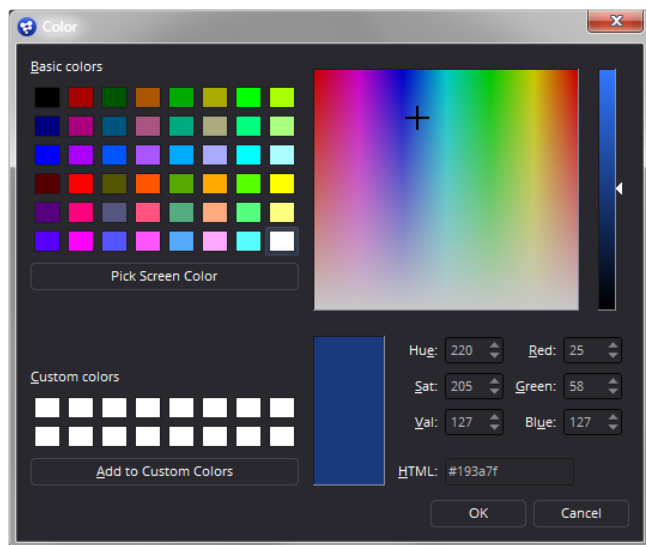 Color
Basic colors
Pick Screen Color
Custom colors
Add to Custom Colors
Hue: 220 Red: 25
Sat: 205 Green: 58
Val: 127 Blue: 127
HTML: #193a7f
OK Cancel